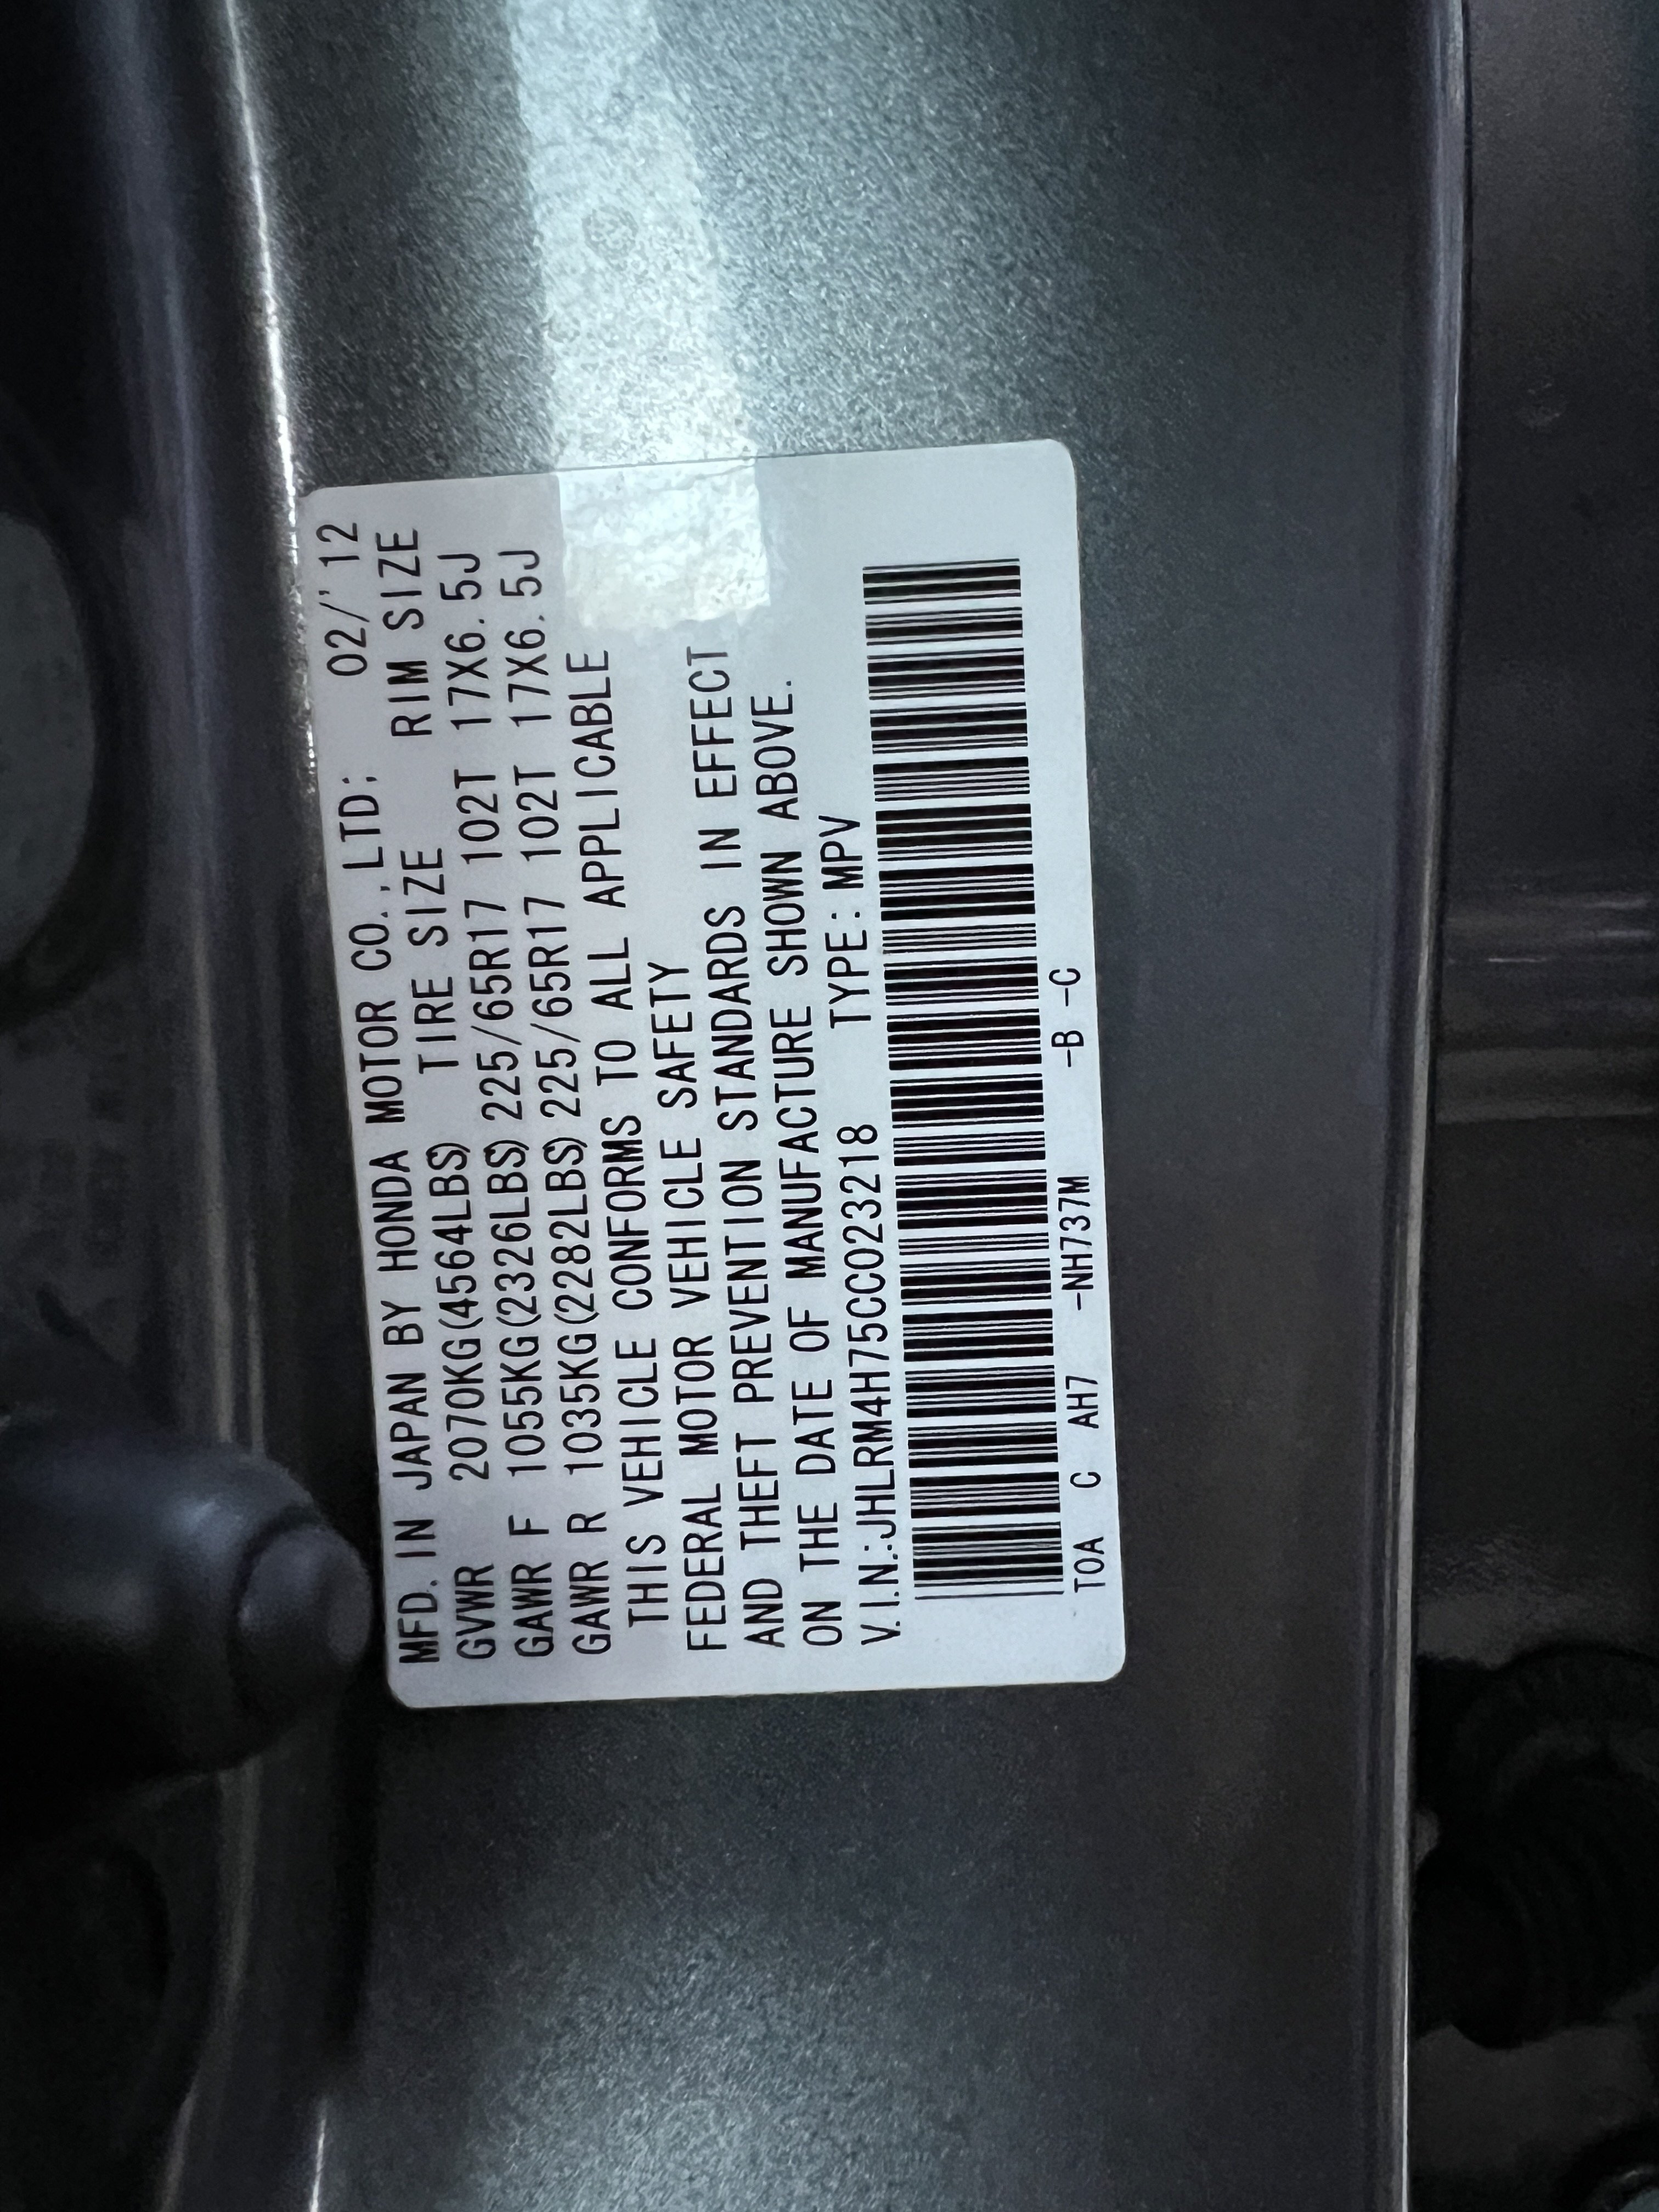 MFD. IN JAPAN BY HONDA MOTOR CO.,LTD; 02/'12
GVWR 2070KG(4564LBS) TIRE SIZE RIM SIZE
GAWR F 1055KG(2326LBS) 225/65R17 102T 17X6.5J
GAWR R 1035KG(2282LBS) 225/65R17 102T 17X6.5J
THIS VEHICLE CONFORMS TO ALL APPLICABLE
FEDERAL MOTOR VEHICLE SAFETY
AND THEFT PREVENTION STANDARDS IN EFFECT
ON THE DATE OF MANUFACTURE SHOWN ABOVE.
V.I.N.:JHLRM4H75CC023218 TYPE: MPV
T0A C AH7 -NH737M -B -C